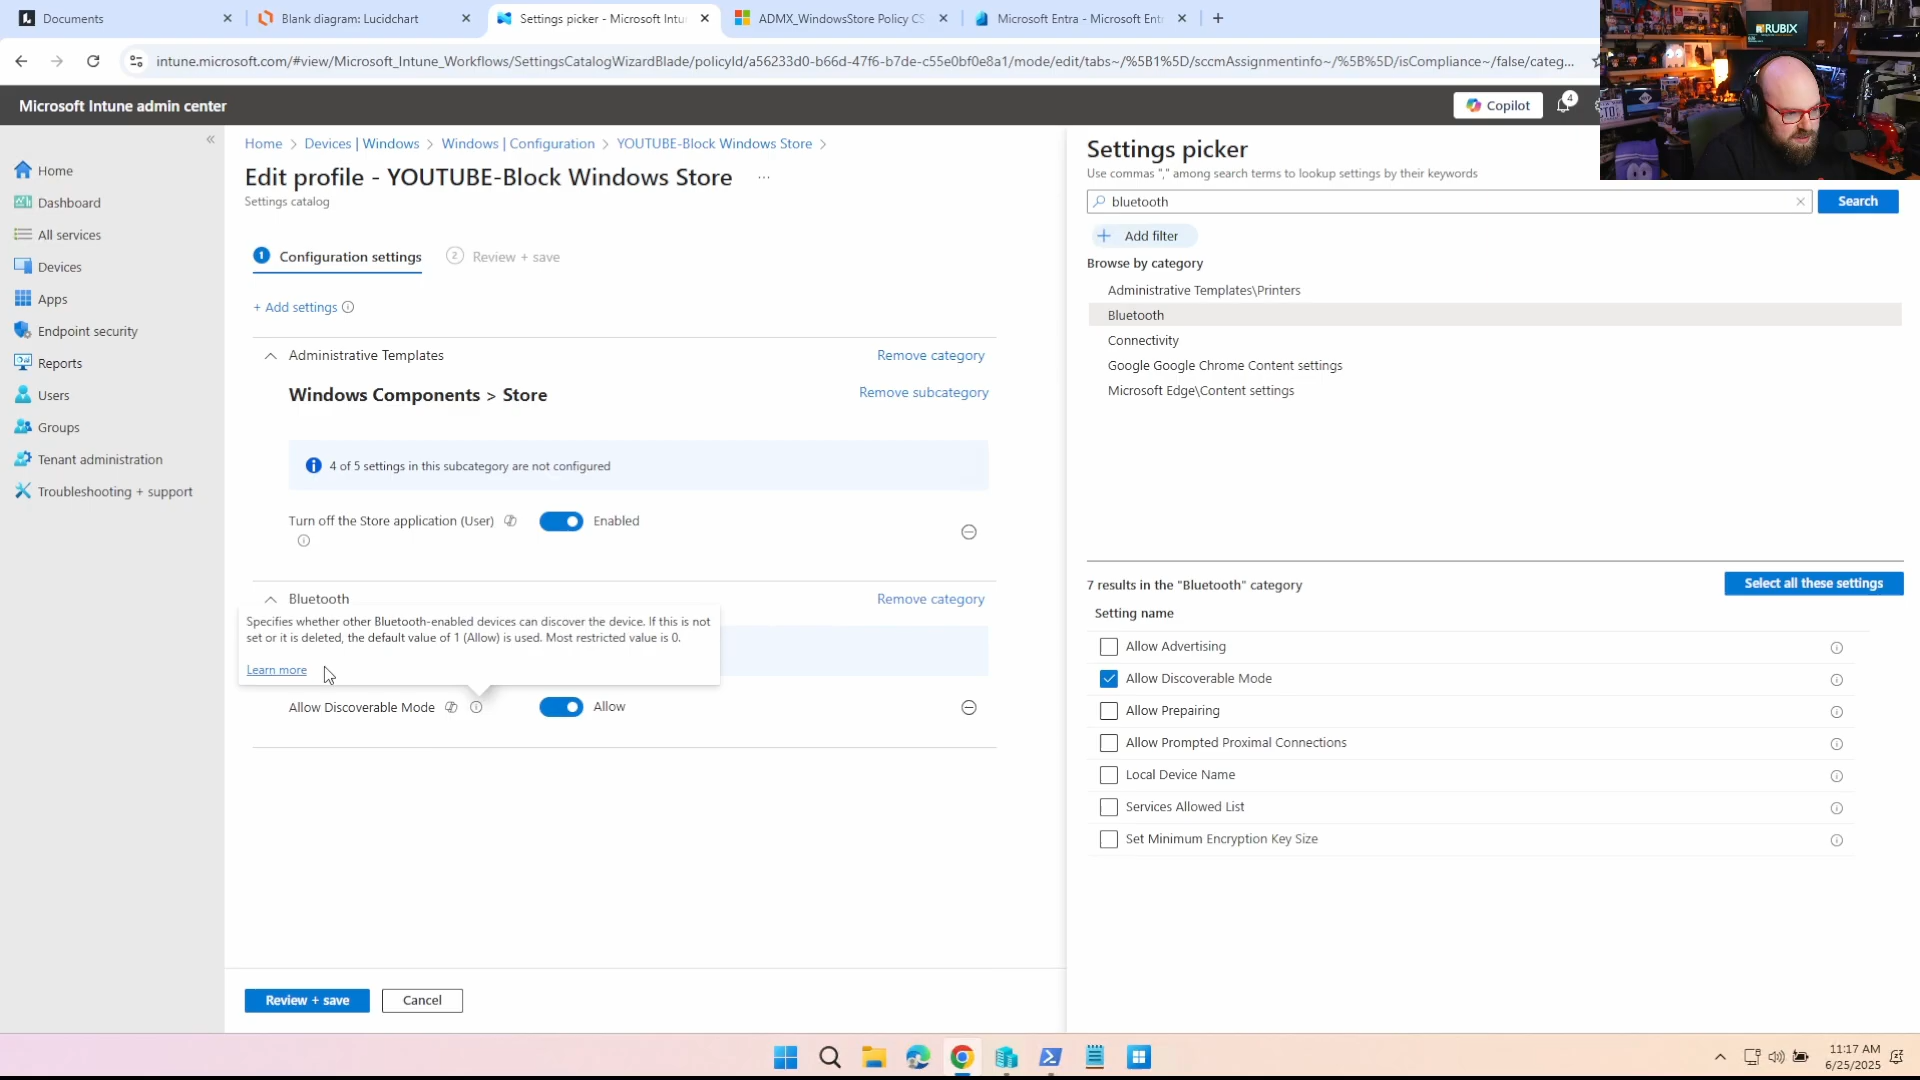 Documents
Blank diagram: Lucidchart
Settings picker - Microsoft Intu
ADMX_WindowsStore Policy CS
Microsoft Entra - Microsoft Ent
intune.microsoft.com/#view/Microsoft_Intune_Workflows/SettingsCatalogWizardBlade/policyId/a56233d0-b66d-47f6-b7de-c55e0bf0e8a1/mode/edit/tabs~/%5B1%5D/sccmAssignmentinfo~/%5B%5D/isCompliance~/false/categ...
RUBIX
Microsoft Intune admin center
Copilot
4
Home
Dashboard
All services
Devices
Apps
Endpoint security
Reports
Users
Groups
Tenant administration
Troubleshooting + support
Home > Devices | Windows > Windows | Configuration > YOUTUBE-Block Windows Store >
Edit profile - YOUTUBE-Block Windows Store ...
Settings catalog
1 Configuration settings
2 Review + save
+ Add settings
Administrative Templates
Remove category
Windows Components > Store
Remove subcategory
4 of 5 settings in this subcategory are not configured
Turn off the Store application (User)
Enabled
Bluetooth
Remove category
Specifies whether other Bluetooth-enabled devices can discover the device. If this is not
set or it is deleted, the default value of 1 (Allow) is used. Most restricted value is 0.
Learn more
Allow Discoverable Mode
Allow
Review + save
Cancel
Settings picker
Use commas "," among search terms to lookup settings by their keywords
bluetooth
Search
Add filter
Browse by category
Administrative Templates\Printers
Bluetooth
Connectivity
Google Google Chrome Content settings
Microsoft Edge\Content settings
7 results in the "Bluetooth" category
Select all these settings
Setting name
Allow Advertising
Allow Discoverable Mode
Allow Prepairing
Allow Prompted Proximal Connections
Local Device Name
Services Allowed List
Set Minimum Encryption Key Size
11:17 AM
6/25/2025